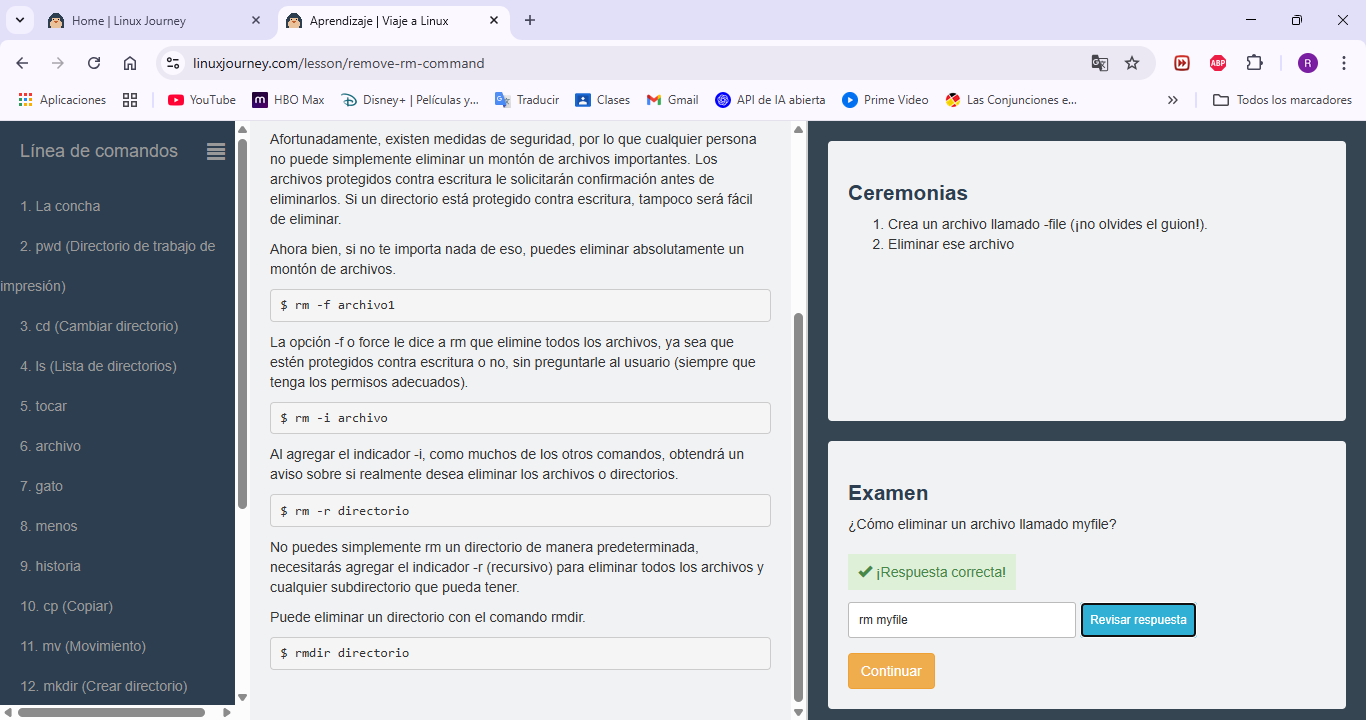 Home | Linux Journey
Aprendizaje | Viaje a Linux
linuxjourney.com/lesson/remove-rm-command
ABP
R
Aplicaciones
YouTube
HBO Max
Disney+ | Películas y...
Traducir
Clases
Gmail
API de IA abierta
Prime Video
Las Conjunciones e...
Todos los marcadores
Línea de comandos
1. La concha
2. pwd (Directorio de trabajo de
impresión)
3. cd (Cambiar directorio)
4. ls (Lista de directorios)
5. tocar
6. archivo
7. gato
8. menos
9. historia
10. cp (Copiar)
11. mv (Movimiento)
12. mkdir (Crear directorio)
Afortunadamente, existen medidas de seguridad, por lo que cualquier persona
no puede simplemente eliminar un montón de archivos importantes. Los
archivos protegidos contra escritura le solicitarán confirmación antes de
eliminarlos. Si un directorio está protegido contra escritura, tampoco será fácil
de eliminar.
Ahora bien, si no te importa nada de eso, puedes eliminar absolutamente un
montón de archivos.
$ rm -f archivo1
La opción -f o force le dice a rm que elimine todos los archivos, ya sea que
estén protegidos contra escritura o no, sin preguntarle al usuario (siempre que
tenga los permisos adecuados).
$ rm -i archivo
Al agregar el indicador -i, como muchos de los otros comandos, obtendrá un
aviso sobre si realmente desea eliminar los archivos o directorios.
$ rm -r directorio
No puedes simplemente rm un directorio de manera predeterminada,
necesitarás agregar el indicador -r (recursivo) para eliminar todos los archivos y
cualquier subdirectorio que pueda tener.
Puede eliminar un directorio con el comando rmdir.
$ rmdir directorio
Ceremonias
1. Crea un archivo llamado -file (¡no olvides el guion!).
2. Eliminar ese archivo
Examen
¿Cómo eliminar un archivo llamado myfile?
¡Respuesta correcta!
rm myfile
Revisar respuesta
Continuar